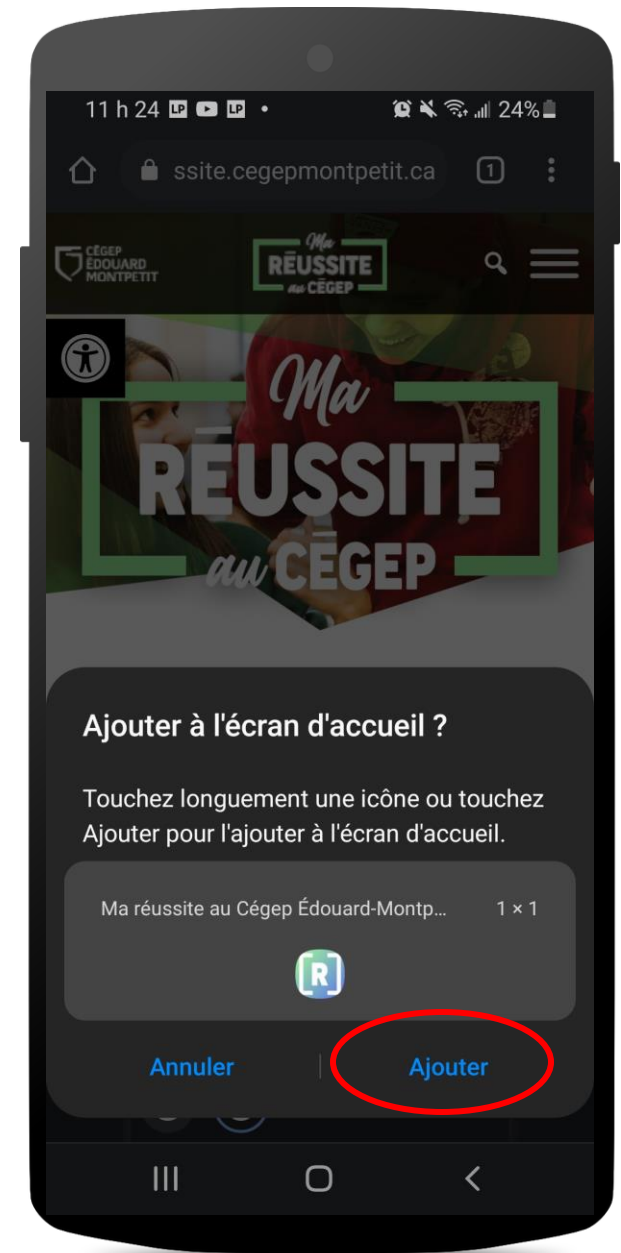 11 h 24 LP LP • 24%
ssite.cegepmontpetit.ca 1
CÉGEP
ÉDOUARD
MONTPETIT
Ma
RÉUSSITE
au CÉGEP
Ma
RÉUSSITE
au CÉGEP
Ajouter à l'écran d'accueil ?
Touchez longuement une icône ou touchez
Ajouter pour l'ajouter à l'écran d'accueil.
Ma réussite au Cégep Édouard-Montp... 1 × 1
[R]
Annuler | Ajouter